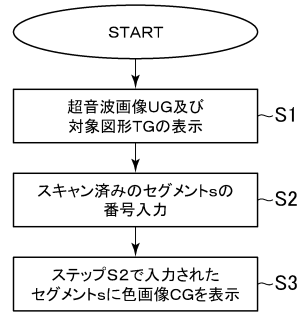 START
超音波画像UG及び
対象図形TGの表示
S1
スキャン済みのセグメントsの
番号入力
S2
ステップS2で入力された
セグメントsに色画像CGを表示
S3